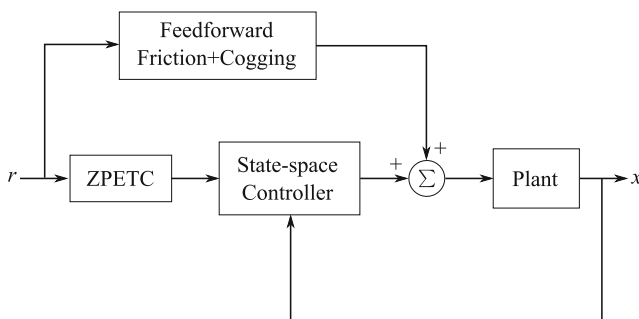 Feedforward
Friction+Cogging
r
ZPETC
State-space
Controller
+
+
Σ
Plant
x